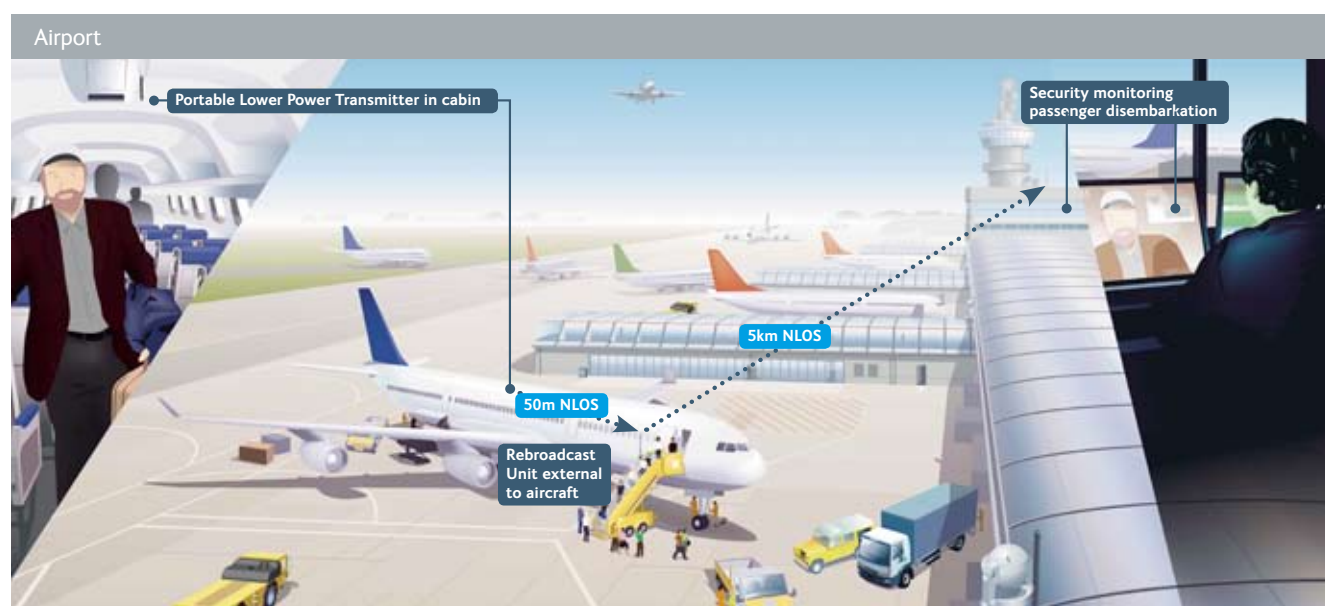 Airport
Portable Lower Power Transmitter in cabin
Security monitoring
passenger disembarkation
5km NLOS
50m NLOS
Rebroadcast
Unit external
to aircraft